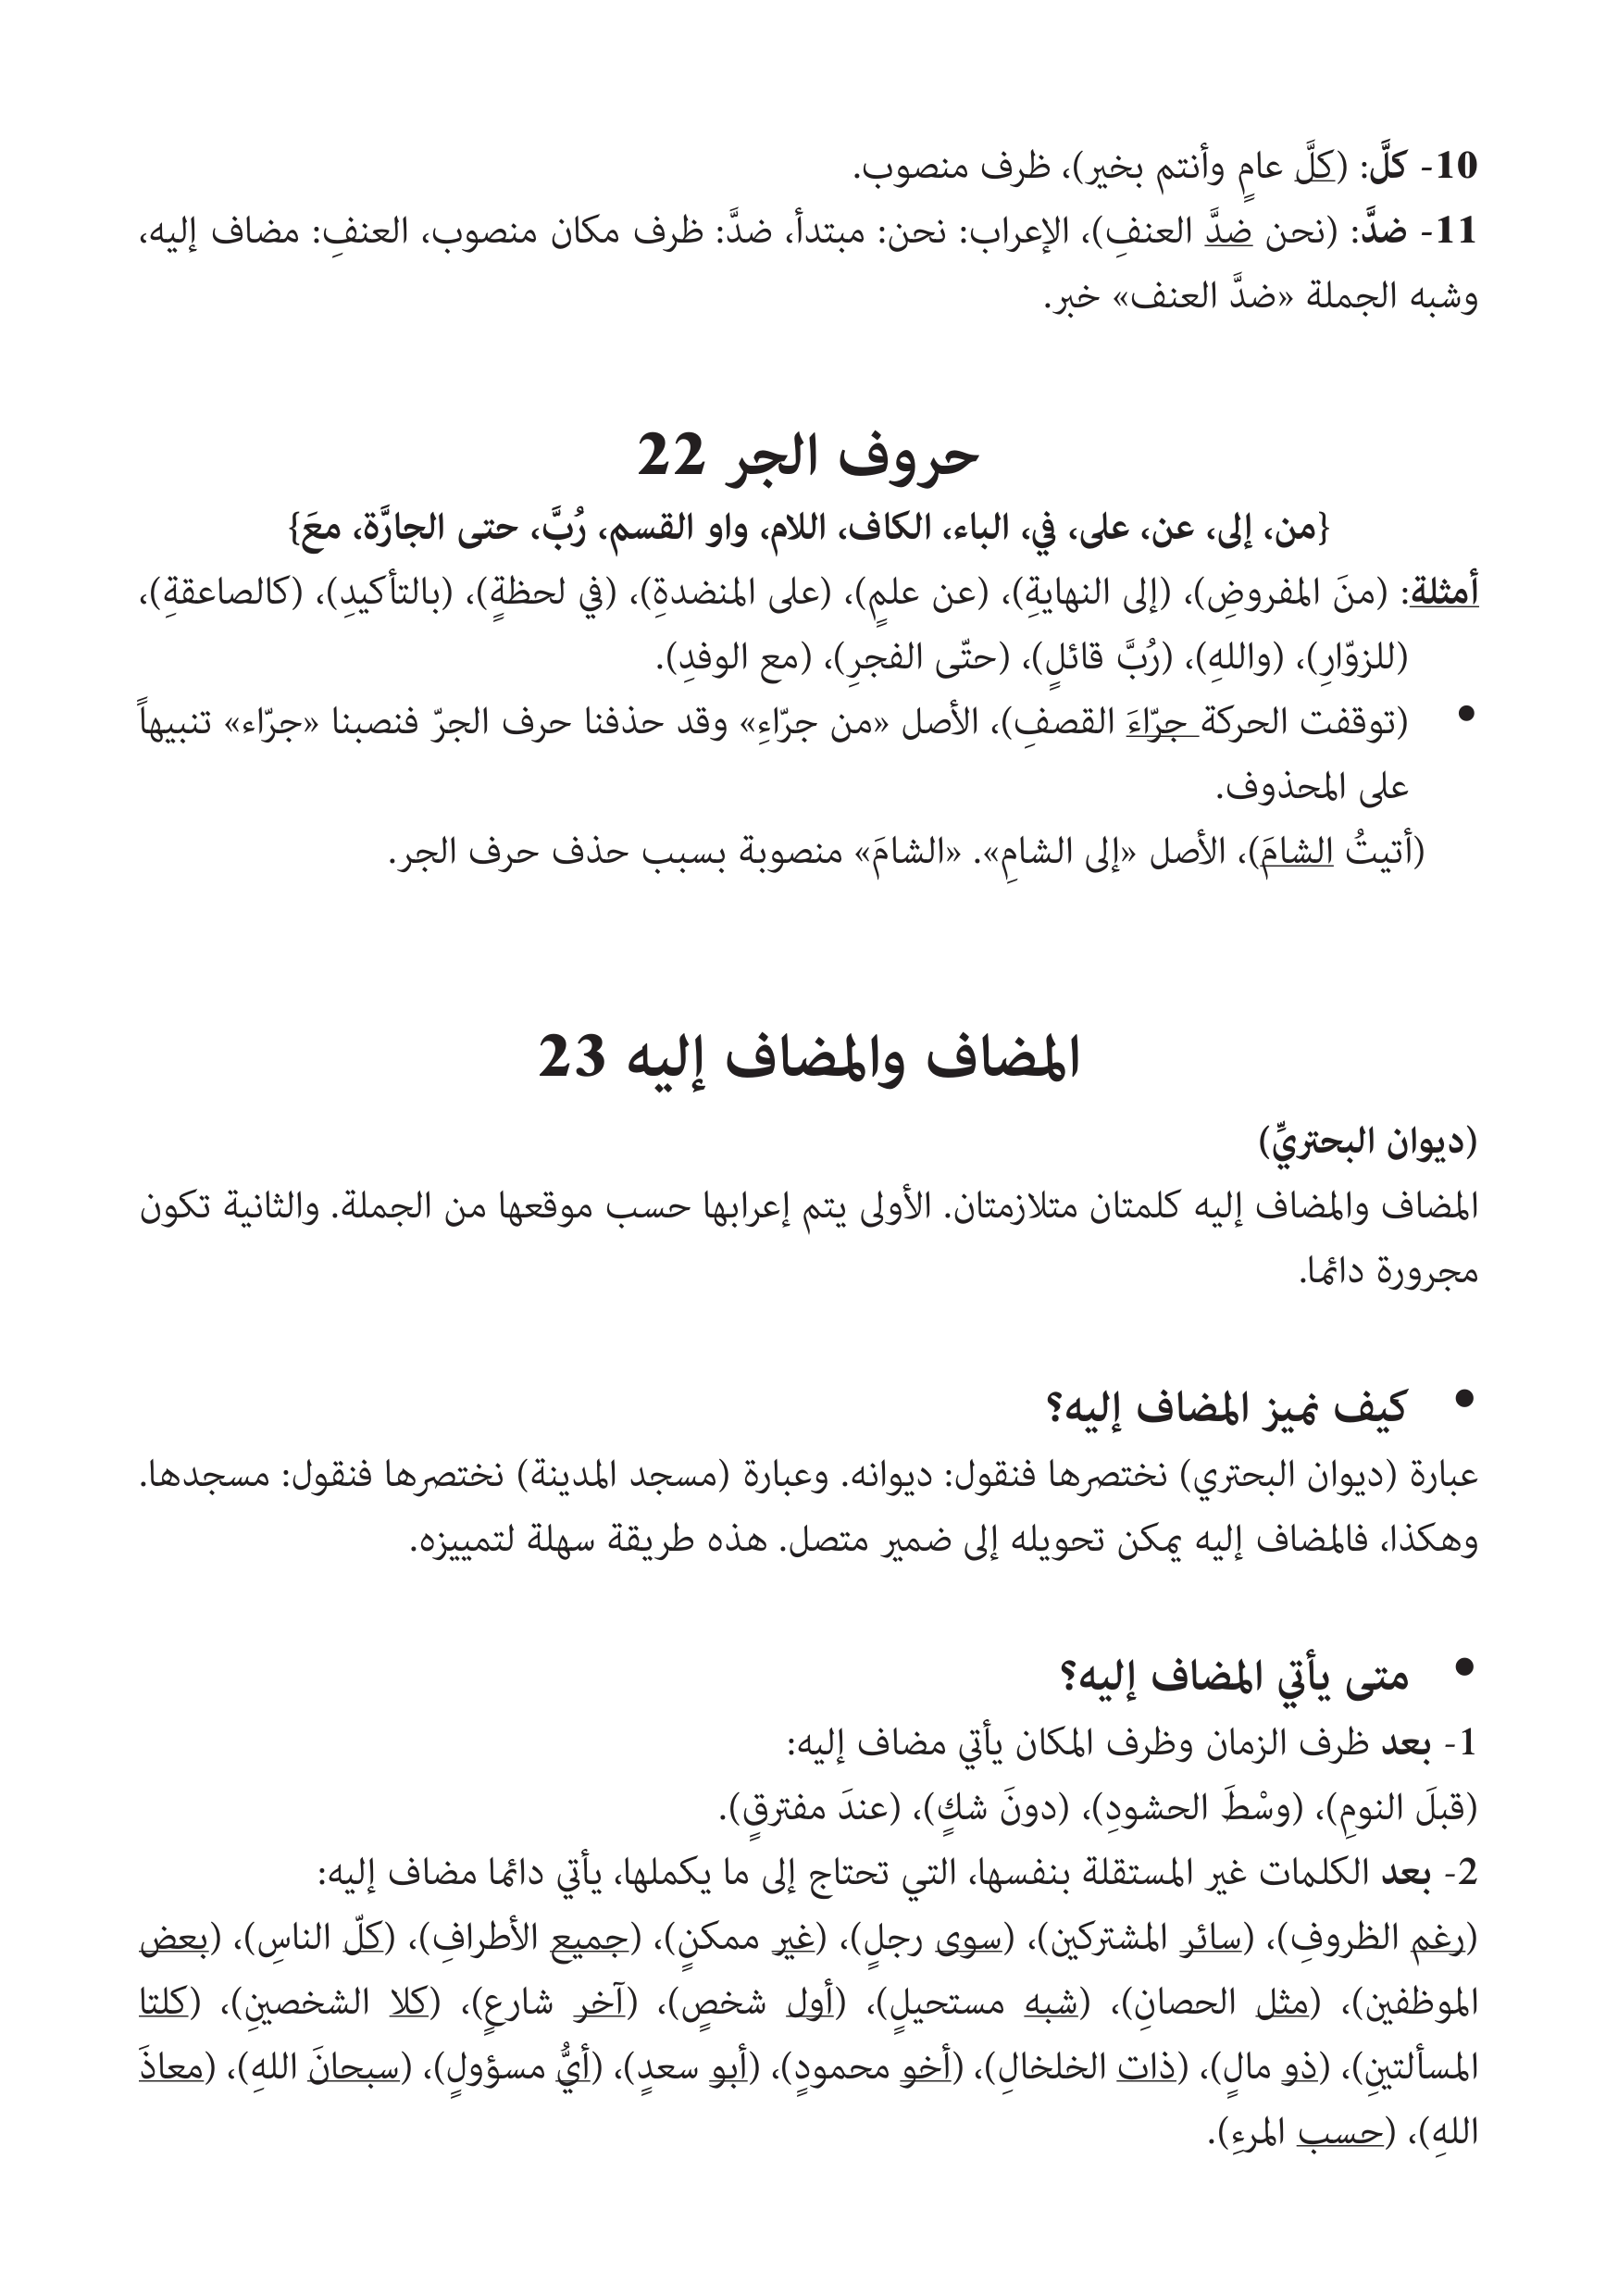 10- كلَّ: (كلَّ عامٍ وأنتم بخير)، ظرف منصوب.
11- ضدَّ: (نحن ضدَّ العنفِ)، الإعراب: نحن: مبتدأ، ضدَّ: ظرف مكان منصوب، العنفِ: مضاف إليه،
وشبه الجملة «ضدَّ العنف» خبر.
حروف الجر 22
{من، إلى، عن، على، في، الباء، الكاف، اللام، واو القسم، رُبَّ، حتى الجارَّة، معَ}
أمثلة: (منَ المفروضِ)، (إلى النهايةِ)، (عن علمٍ)، (على المنضدةِ)، (في لحظةٍ)، (بالتأكيدِ)، (كالصاعقةِ)،
(للزوّارِ)، (واللهِ)، (رُبَّ قائلٍ)، (حتّى الفجرِ)، (مع الوفدِ).
• (توقفت الحركة جرّاءَ القصفِ)، الأصل «من جرّاءِ» وقد حذفنا حرف الجرّ فنصبنا «جرّاء» تنبيهاً
على المحذوف.
(أتيتُ الشامَ)، الأصل «إلى الشامِ». «الشامَ» منصوبة بسبب حذف حرف الجر.
المضاف والمضاف إليه 23
(ديوان البحتريِّ)
المضاف والمضاف إليه كلمتان متلازمتان. الأولى يتم إعرابها حسب موقعها من الجملة. والثانية تكون
مجرورة دائما.
• كيف نميز المضاف إليه؟
عبارة (ديوان البحتري) نختصرها فنقول: ديوانه. وعبارة (مسجد المدينة) نختصرها فنقول: مسجدها.
وهكذا، فالمضاف إليه يمكن تحويله إلى ضمير متصل. هذه طريقة سهلة لتمييزه.
• متى يأتي المضاف إليه؟
1- بعد ظرف الزمان وظرف المكان يأتي مضاف إليه:
(قبلَ النومِ)، (وسْطَ الحشودِ)، (دونَ شكٍ)، (عندَ مفترقٍ).
2- بعد الكلمات غير المستقلة بنفسها، التي تحتاج إلى ما يكملها، يأتي دائما مضاف إليه:
(رغم الظروفِ)، (سائر المشتركين)، (سوى رجلٍ)، (غير ممكنٍ)، (جميع الأطرافِ)، (كلّ الناسِ)، (بعض
الموظفين)، (مثل الحصانِ)، (شبه مستحيلٍ)، (أول شخصٍ)، (آخر شارعٍ)، (كلا الشخصينِ)، (كلتا
المسألتينِ)، (ذو مالٍ)، (ذات الخلخالِ)، (أخو محمودٍ)، (أبو سعدٍ)، (أيُّ مسؤولٍ)، (سبحانَ اللهِ)، (معاذَ
اللهِ)، (حسب المرءِ).